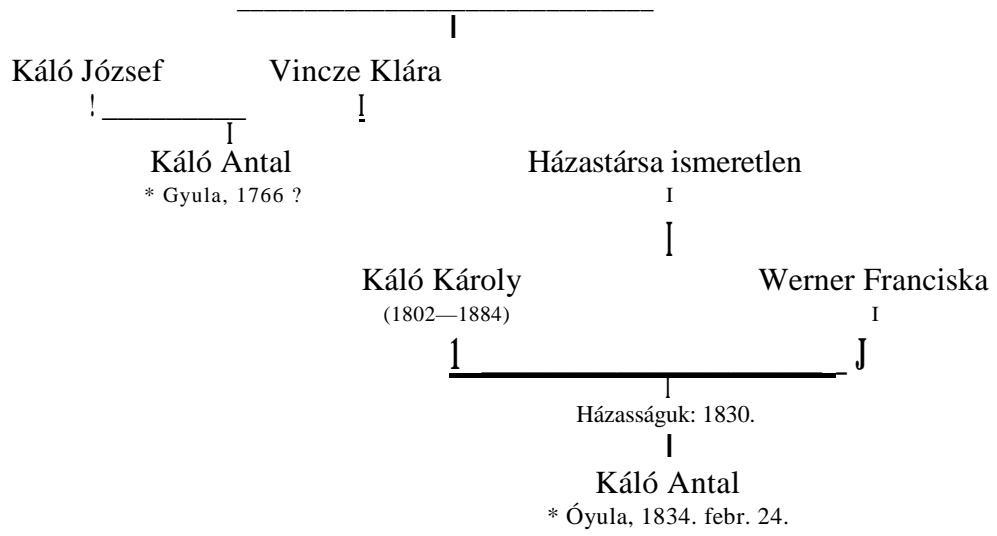 Káló József Vincze Klára
Káló Antal Házastársa ismeretlen
* Gyula, 1766 ?
Káló Károly Werner Franciska
(1802—1884)
Házasságuk: 1830.
Káló Antal
* Óyula, 1834. febr. 24.